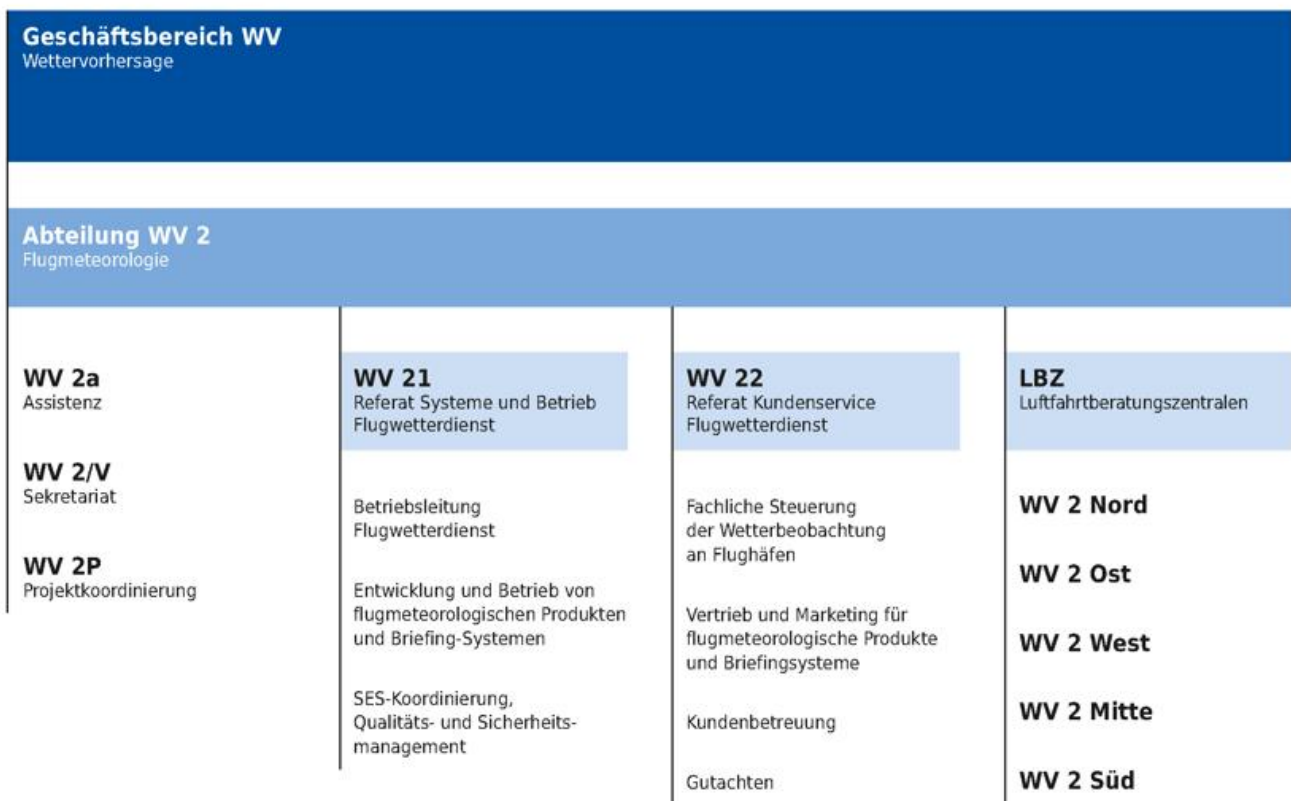 Geschäftsbereich WV
Wettervorhersage
Abteilung WV 2
Flugmeteorologie
WV 2a
Assistenz
WV 2/V
Sekretariat
WV 2P
Projektkoordinierung
WV 21
Referat Systeme und Betrieb
Flugwetterdienst
Betriebsleitung
Flugwetterdienst
Entwicklung und Betrieb von
flugmeteorologischen Produkten
und Briefing-Systemen
SES-Koordinierung,
Qualitäts- und Sicherheits-
management
WV 22
Referat Kundenservice
Flugwetterdienst
Fachliche Steuerung
der Wetterbeobachtung
an Flughäfen
Vertrieb und Marketing für
flugmeteorologische Produkte
und Briefingsysteme
Kundenbetreuung
Gutachten
LBZ
Luftfahrtberatungszentralen
WV 2 Nord
WV 2 Ost
WV 2 West
WV 2 Mitte
WV 2 Süd